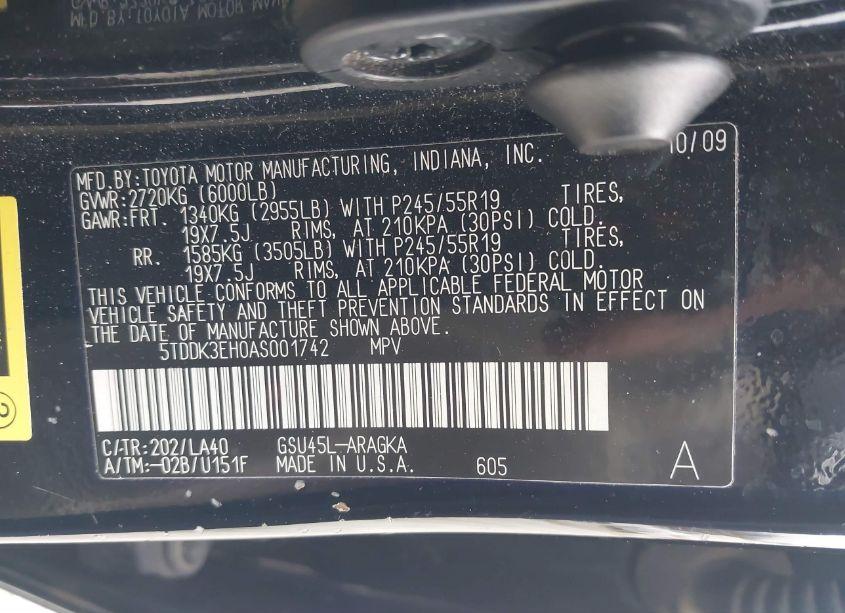 MFD.BY:TOYOTA MOTOR MANUFACTURING, INDIANA, INC. 10/09
GVWR:2720KG (6000LB)
GAWR:FRT. 1340KG (2955LB) WITH P245/55R19 TIRES,
19X7.5J RIMS, AT 210KPA (30PSI) COLD.
RR. 1585KG (3505LB) WITH P245/55R19 TIRES,
19X7.5J RIMS, AT 210KPA (30PSI) COLD.
THIS VEHICLE CONFORMS TO ALL APPLICABLE FEDERAL MOTOR
VEHICLE SAFETY AND THEFT PREVENTION STANDARDS IN EFFECT ON
THE DATE OF MANUFACTURE SHOWN ABOVE.
5TDDK3EH0AS001742 MPV
C/TR:202/LA40 GSU45L-ARAGKA
A/TM:-02B/U151F MADE IN U.S.A. 605 A